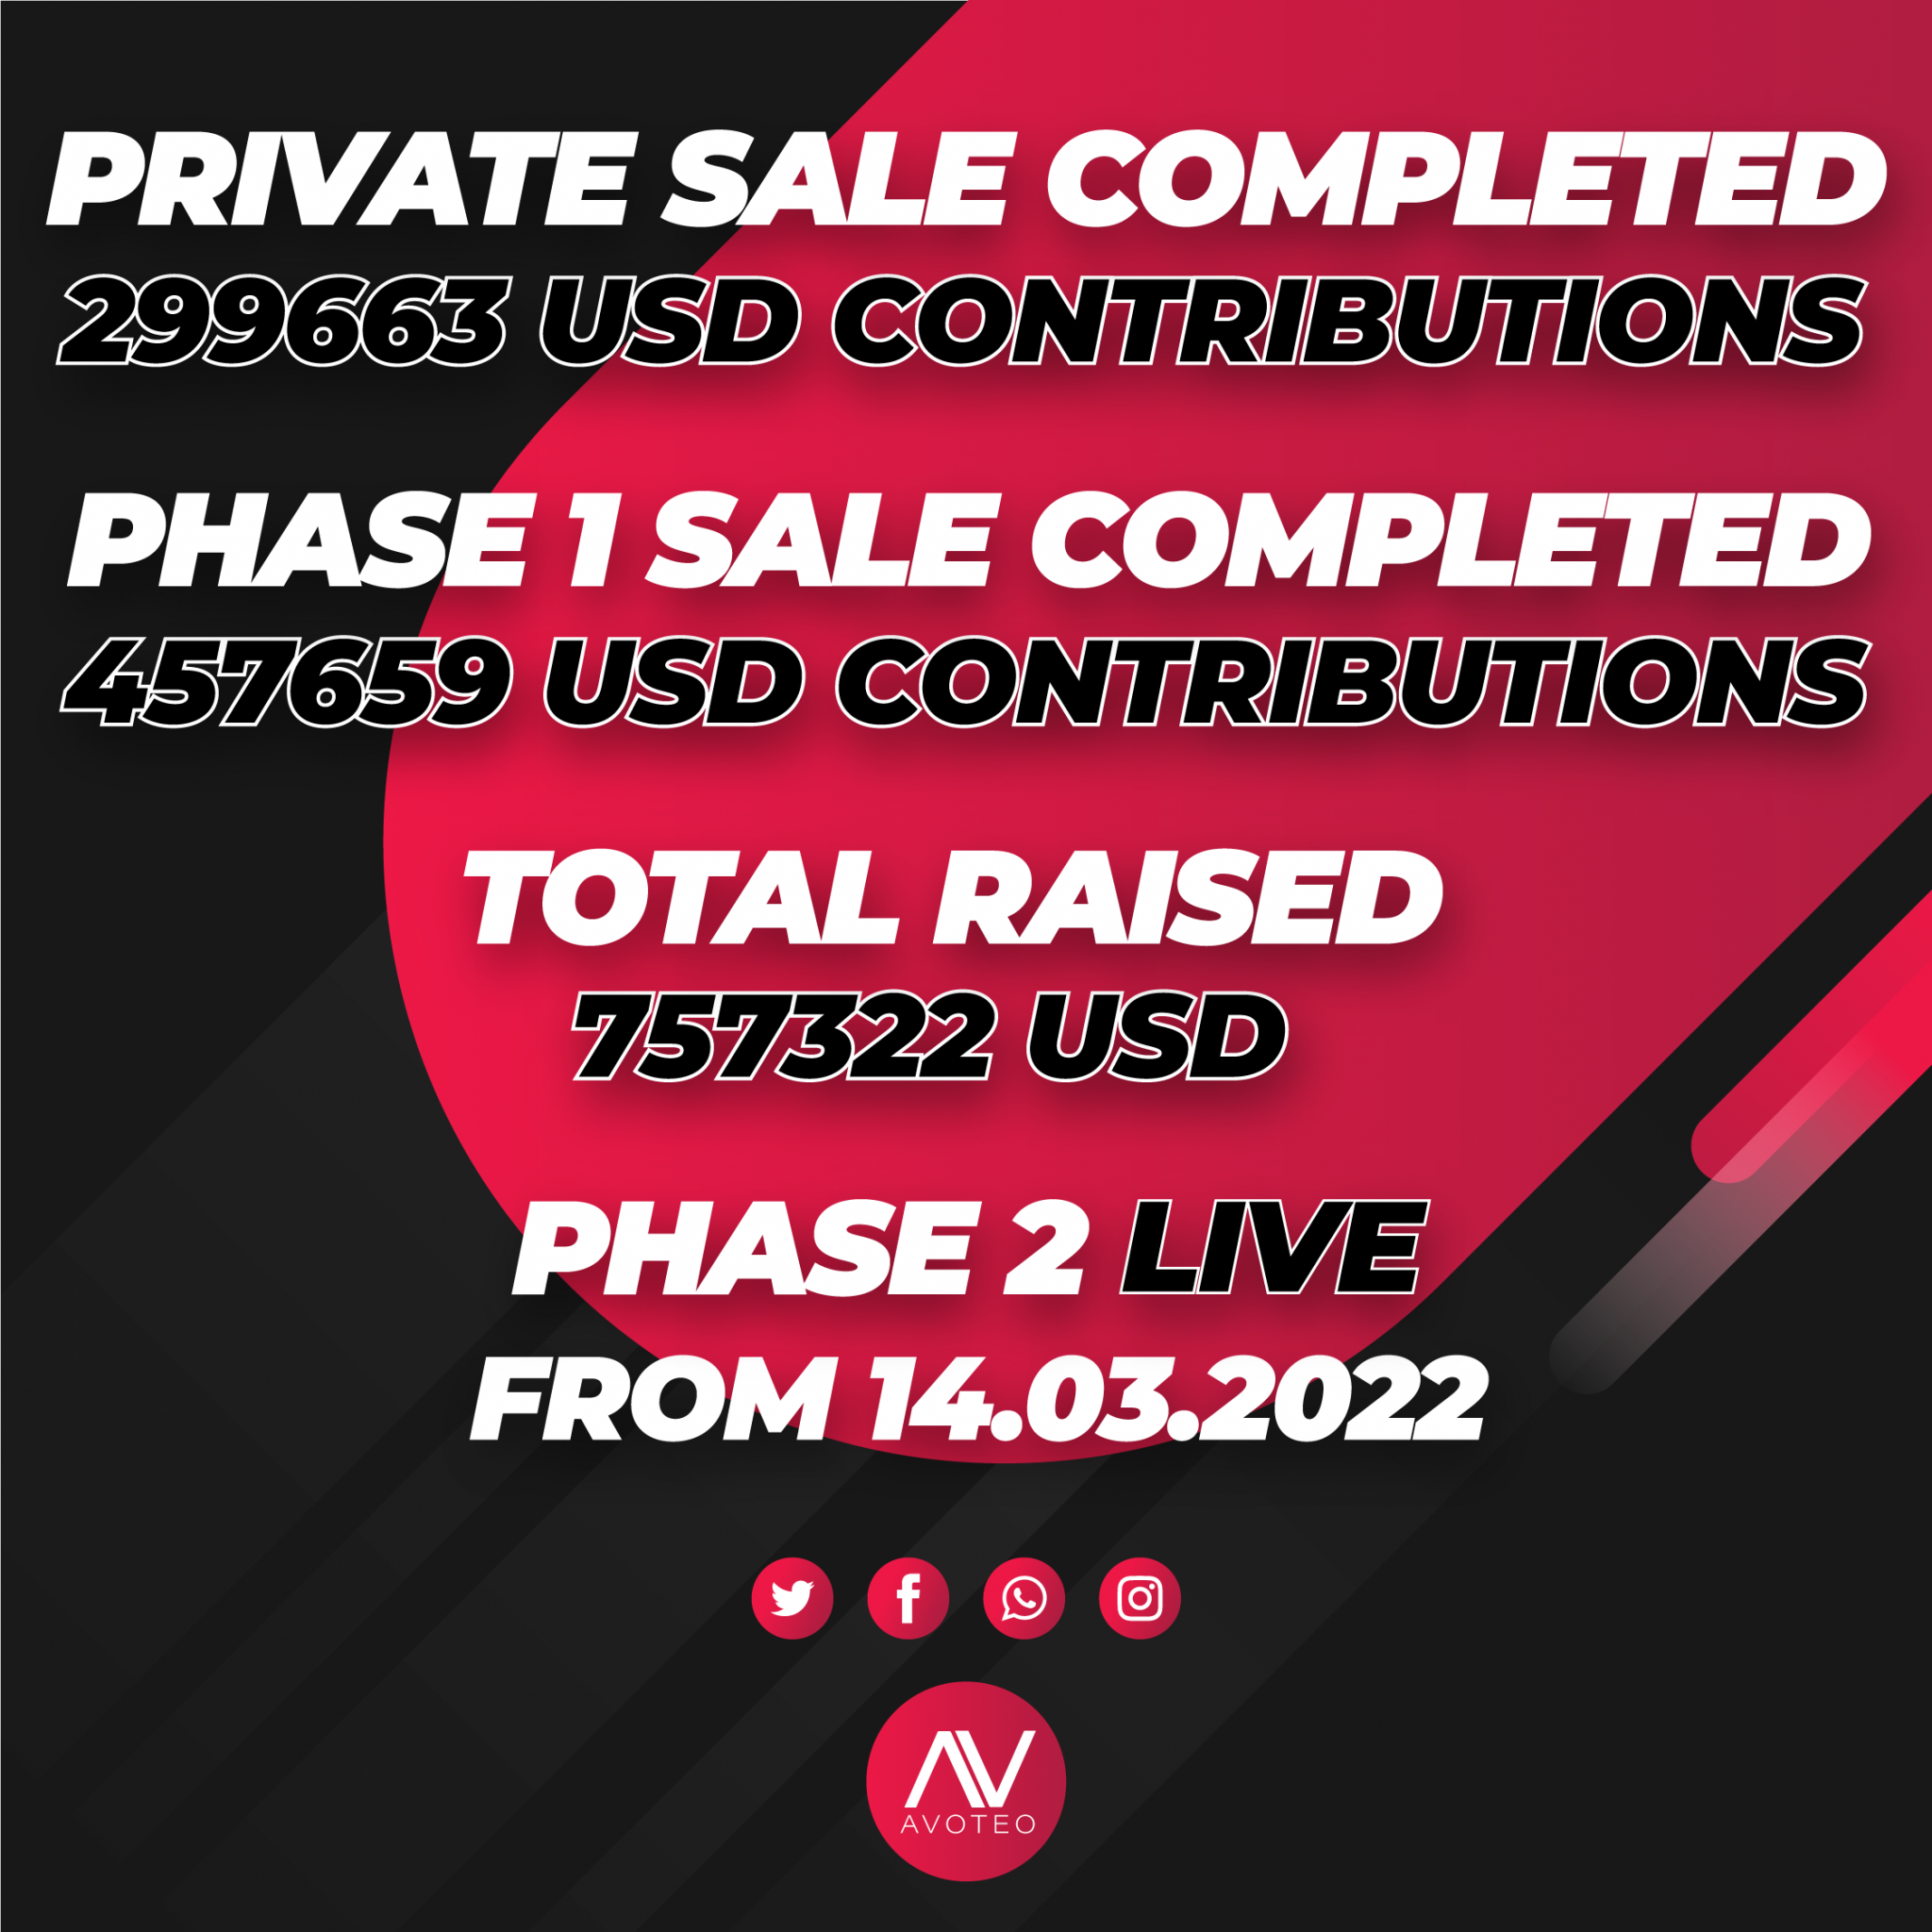 PRIVATE SALE COMPLETED
299663 USD CONTRIBUTIONS
PHASE 1 SALE COMPLETED
457659 USD CONTRIBUTIONS
TOTAL RAISED
757322 USD
PHASE 2 LIVE
FROM 14.03.2022
AV
AVOTEO